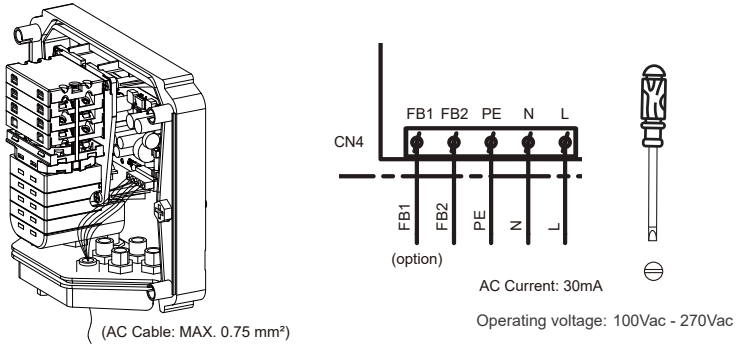 FB1 FB2 PE N L
CN4
FB1 FB2 PE N L
(option)
AC Current: 30mA
Operating voltage: 100Vac - 270Vac
(AC Cable: MAX. 0.75 mm²)